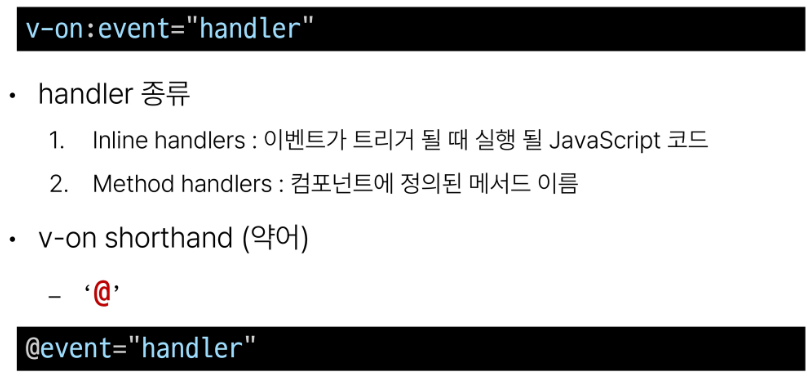 v-on:event="handler"
• handler 종류
1. Inline handlers : 이벤트가 트리거 될 때 실행 될 JavaScript 코드
2. Method handlers : 컴포넌트에 정의된 메서드 이름
• v-on shorthand (약어)
– ‘@’
@event="handler"